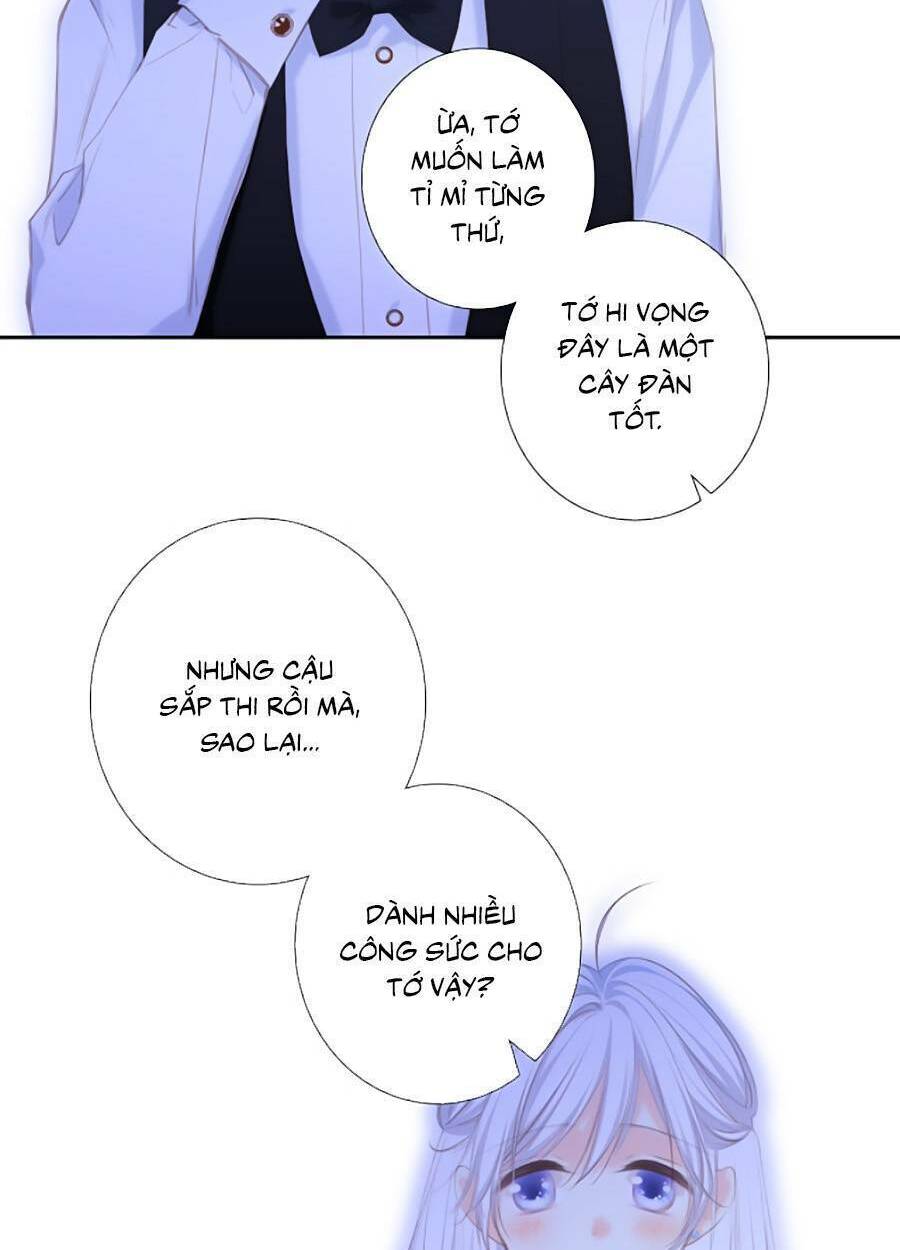 ỪA, TỚ
MUỐN LÀM
TỈ MỈ TỪNG
THỨ,
TỚ HI VỌNG
ĐÂY LÀ MỘT
CÂY ĐÀN
TỐT.
NHƯNG CẬU
SẮP THI RỒI MÀ,
SAO LẠI...
DÀNH NHIỀU
CÔNG SỨC CHO
TỚ VẬY?